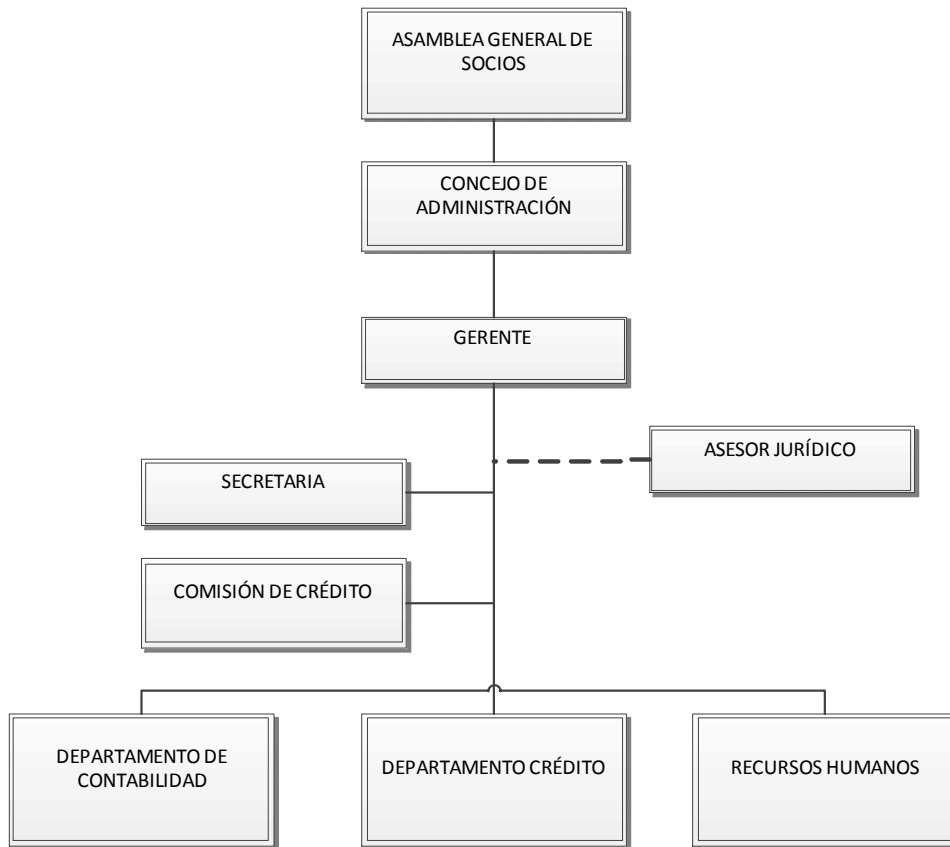 ASAMBLEA GENERAL DE
SOCIOS
CONCEJO DE
ADMINISTRACIÓN
GERENTE
ASESOR JURÍDICO
SECRETARIA
COMISIÓN DE CRÉDITO
DEPARTAMENTO DE
CONTABILIDAD
DEPARTAMENTO CRÉDITO
RECURSOS HUMANOS